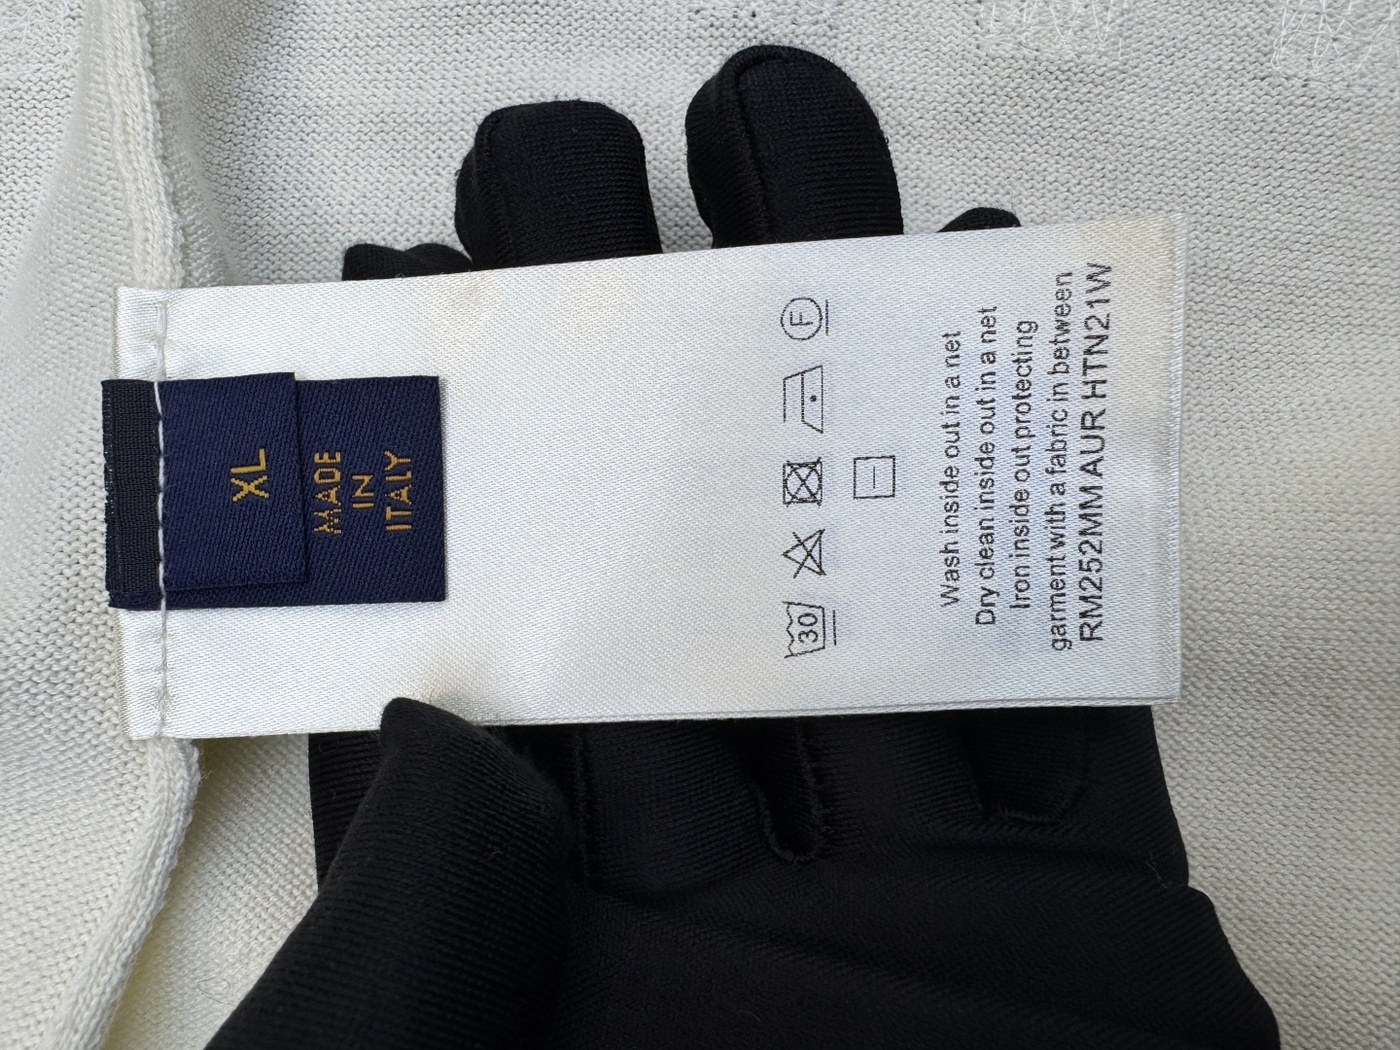 XL
MADE
IN
ITALY
30
F
Wash inside out in a net
Dry clean inside out in a net
Iron inside out protecting
garment with a fabric in between
RM252MM AUR HTN21W